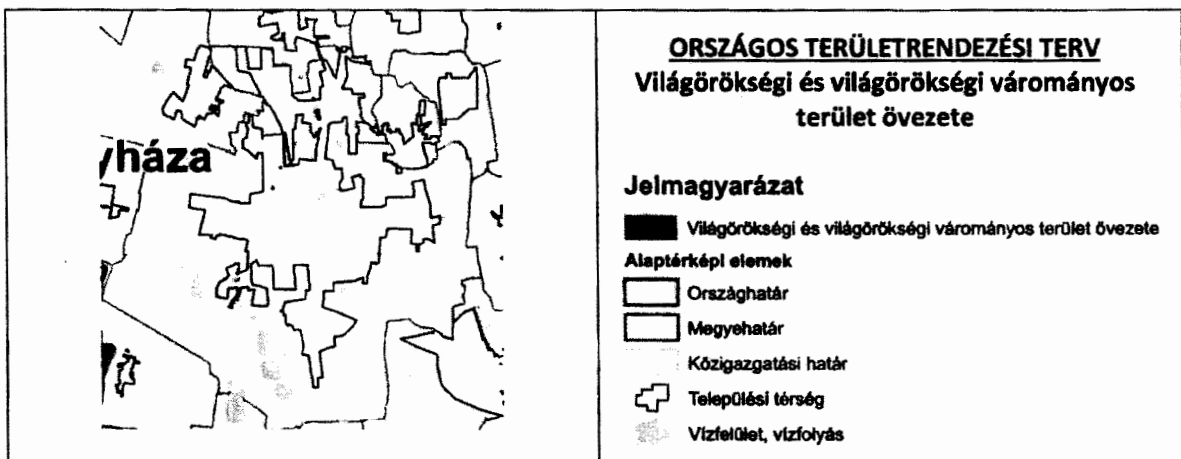 yháza
ORSZÁGOS TERÜLETRENDEZÉSI TERV
Világörökségi és világörökségi várományos
terület övezete
Jelmagyarázat
Világörökségi és világörökségi várományos terület övezete
Alaptérképi elemek
Országhatár
Megyehatár
Közigazgatási határ
Települési térség
Vízfelület, vízfolyás